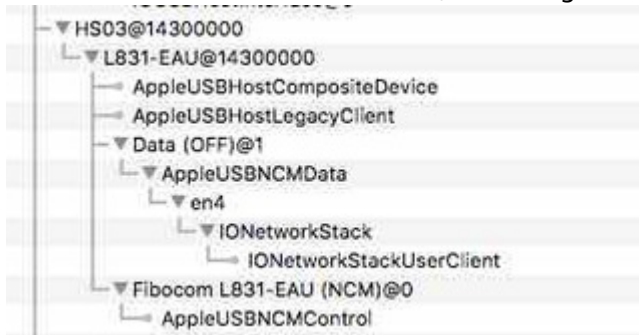 HS03@14300000
L831-EAU@14300000
AppleUSBHostCompositeDevice
AppleUSBHostLegacyClient
Data (OFF)@1
AppleUSBNCMData
en4
IONetworkStack
IONetworkStackUserClient
Fibocom L831-EAU (NCM)@0
AppleUSBNCMControl